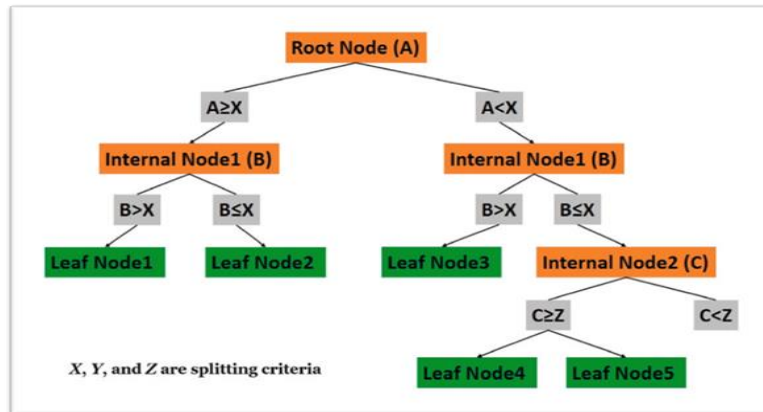 Root Node (A)
A≥X
A<X
Internal Node1 (B)
Internal Node1 (B)
B>X
B≤X
B>X
B≤X
Leaf Node1
Leaf Node2
Leaf Node3
Internal Node2 (C)
C≥Z
C<Z
X, Y, and Z are splitting criteria
Leaf Node4
Leaf Node5